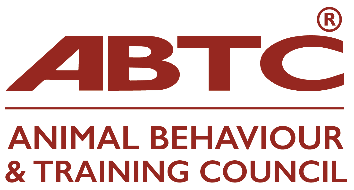 ABTC®
ANIMAL BEHAVIOUR
& TRAINING COUNCIL